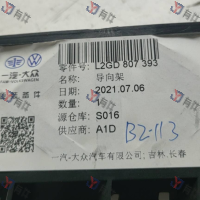 零件号: L2GD 807 393
名称: 导向架
日期: 2021.07.06
数量:
源仓库: S016
供应商: A1D
B2-113
一汽-大众
一汽-大众汽车有限公司; 吉林.长春